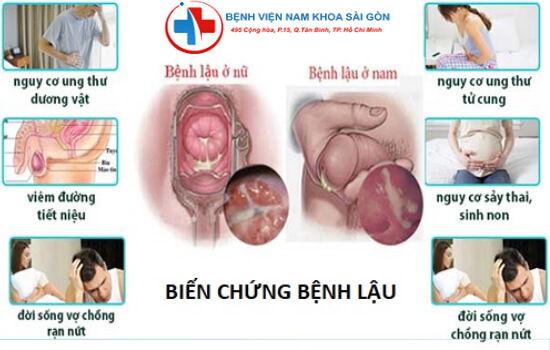 BỆNH VIỆN NAM KHOA SÀI GÒN
495 Cộng hòa, P.15, Q.Tân Bình, TP. Hồ Chí Minh
Bệnh lậu ở nữ
Bệnh lậu ở nam
nguy cơ ung thư
dương vật
nguy cơ ung thư
tử cung
viêm đường
tiết niệu
nguy cơ sảy thai,
sinh non
BIẾN CHỨNG BỆNH LẬU
đời sống vợ chồng
rạn nứt
đời sống vợ
chồng rạn nứt